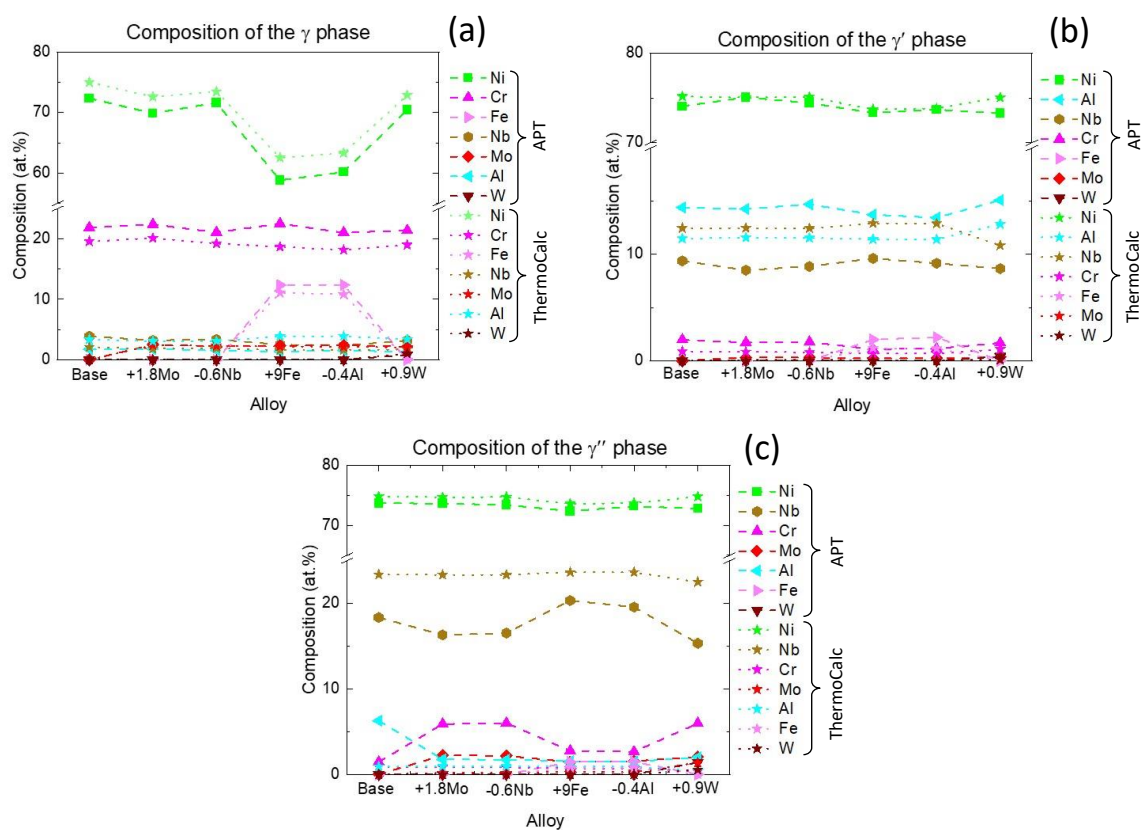 Composition of the γ phase
(a)
80
70
60
20
10
0
Composition (at.%)
Base
+1.8Mo
-0.6Nb
+9Fe
-0.4Al
+0.9W
Alloy
Ni
Cr
Fe
Nb
Mo
Al
W
APT
Ni
Cr
Fe
Nb
Mo
Al
W
ThermoCalc
Composition of the γ′ phase
(b)
80
70
10
0
Composition (at.%)
Base
+1.8Mo
-0.6Nb
+9Fe
-0.4Al
+0.9W
Alloy
Ni
Al
Nb
Cr
Fe
Mo
W
APT
Ni
Al
Nb
Cr
Fe
Mo
W
ThermoCalc
Composition of the γ′′ phase
(c)
80
70
20
10
0
Composition (at.%)
Base
+1.8Mo
-0.6Nb
+9Fe
-0.4Al
+0.9W
Alloy
Ni
Nb
Cr
Mo
Al
Fe
W
APT
Ni
Nb
Cr
Mo
Al
Fe
W
ThermoCalc